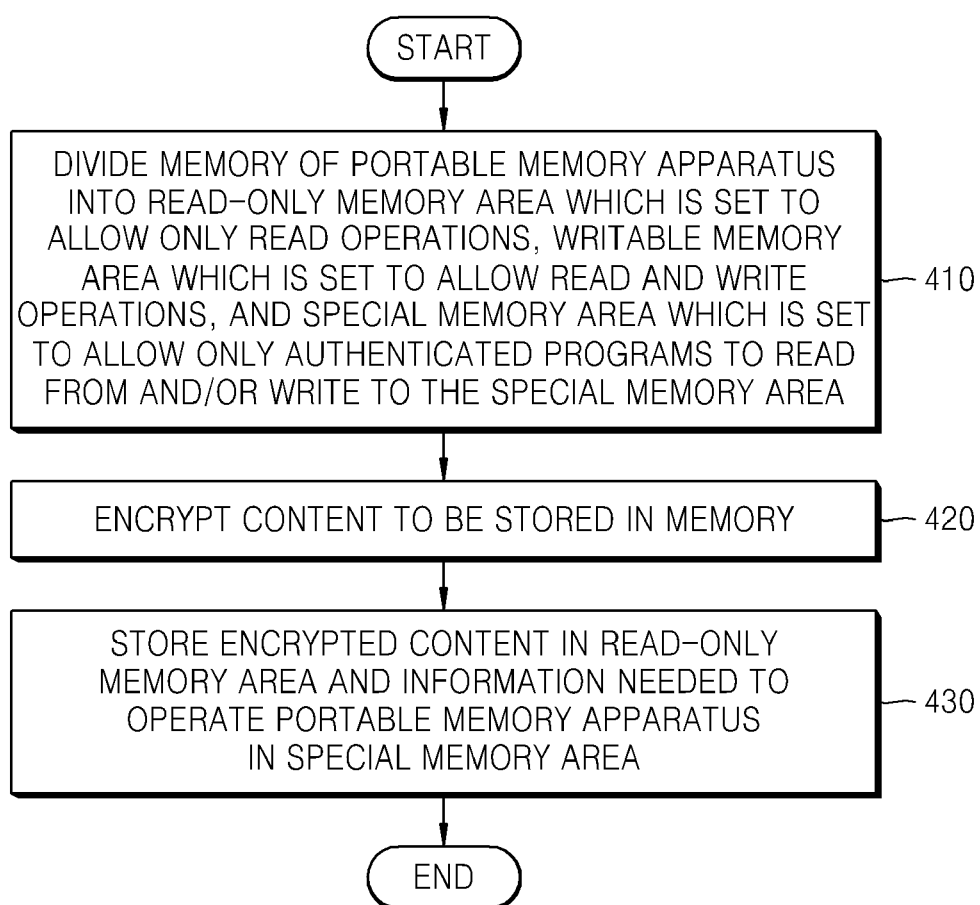 START
DIVIDE MEMORY OF PORTABLE MEMORY APPARATUS
INTO READ-ONLY MEMORY AREA WHICH IS SET TO
ALLOW ONLY READ OPERATIONS, WRITABLE MEMORY
AREA WHICH IS SET TO ALLOW READ AND WRITE
OPERATIONS, AND SPECIAL MEMORY AREA WHICH IS SET
TO ALLOW ONLY AUTHENTICATED PROGRAMS TO READ
FROM AND/OR WRITE TO THE SPECIAL MEMORY AREA
410
ENCRYPT CONTENT TO BE STORED IN MEMORY
420
STORE ENCRYPTED CONTENT IN READ-ONLY
MEMORY AREA AND INFORMATION NEEDED TO
OPERATE PORTABLE MEMORY APPARATUS
IN SPECIAL MEMORY AREA
430
END